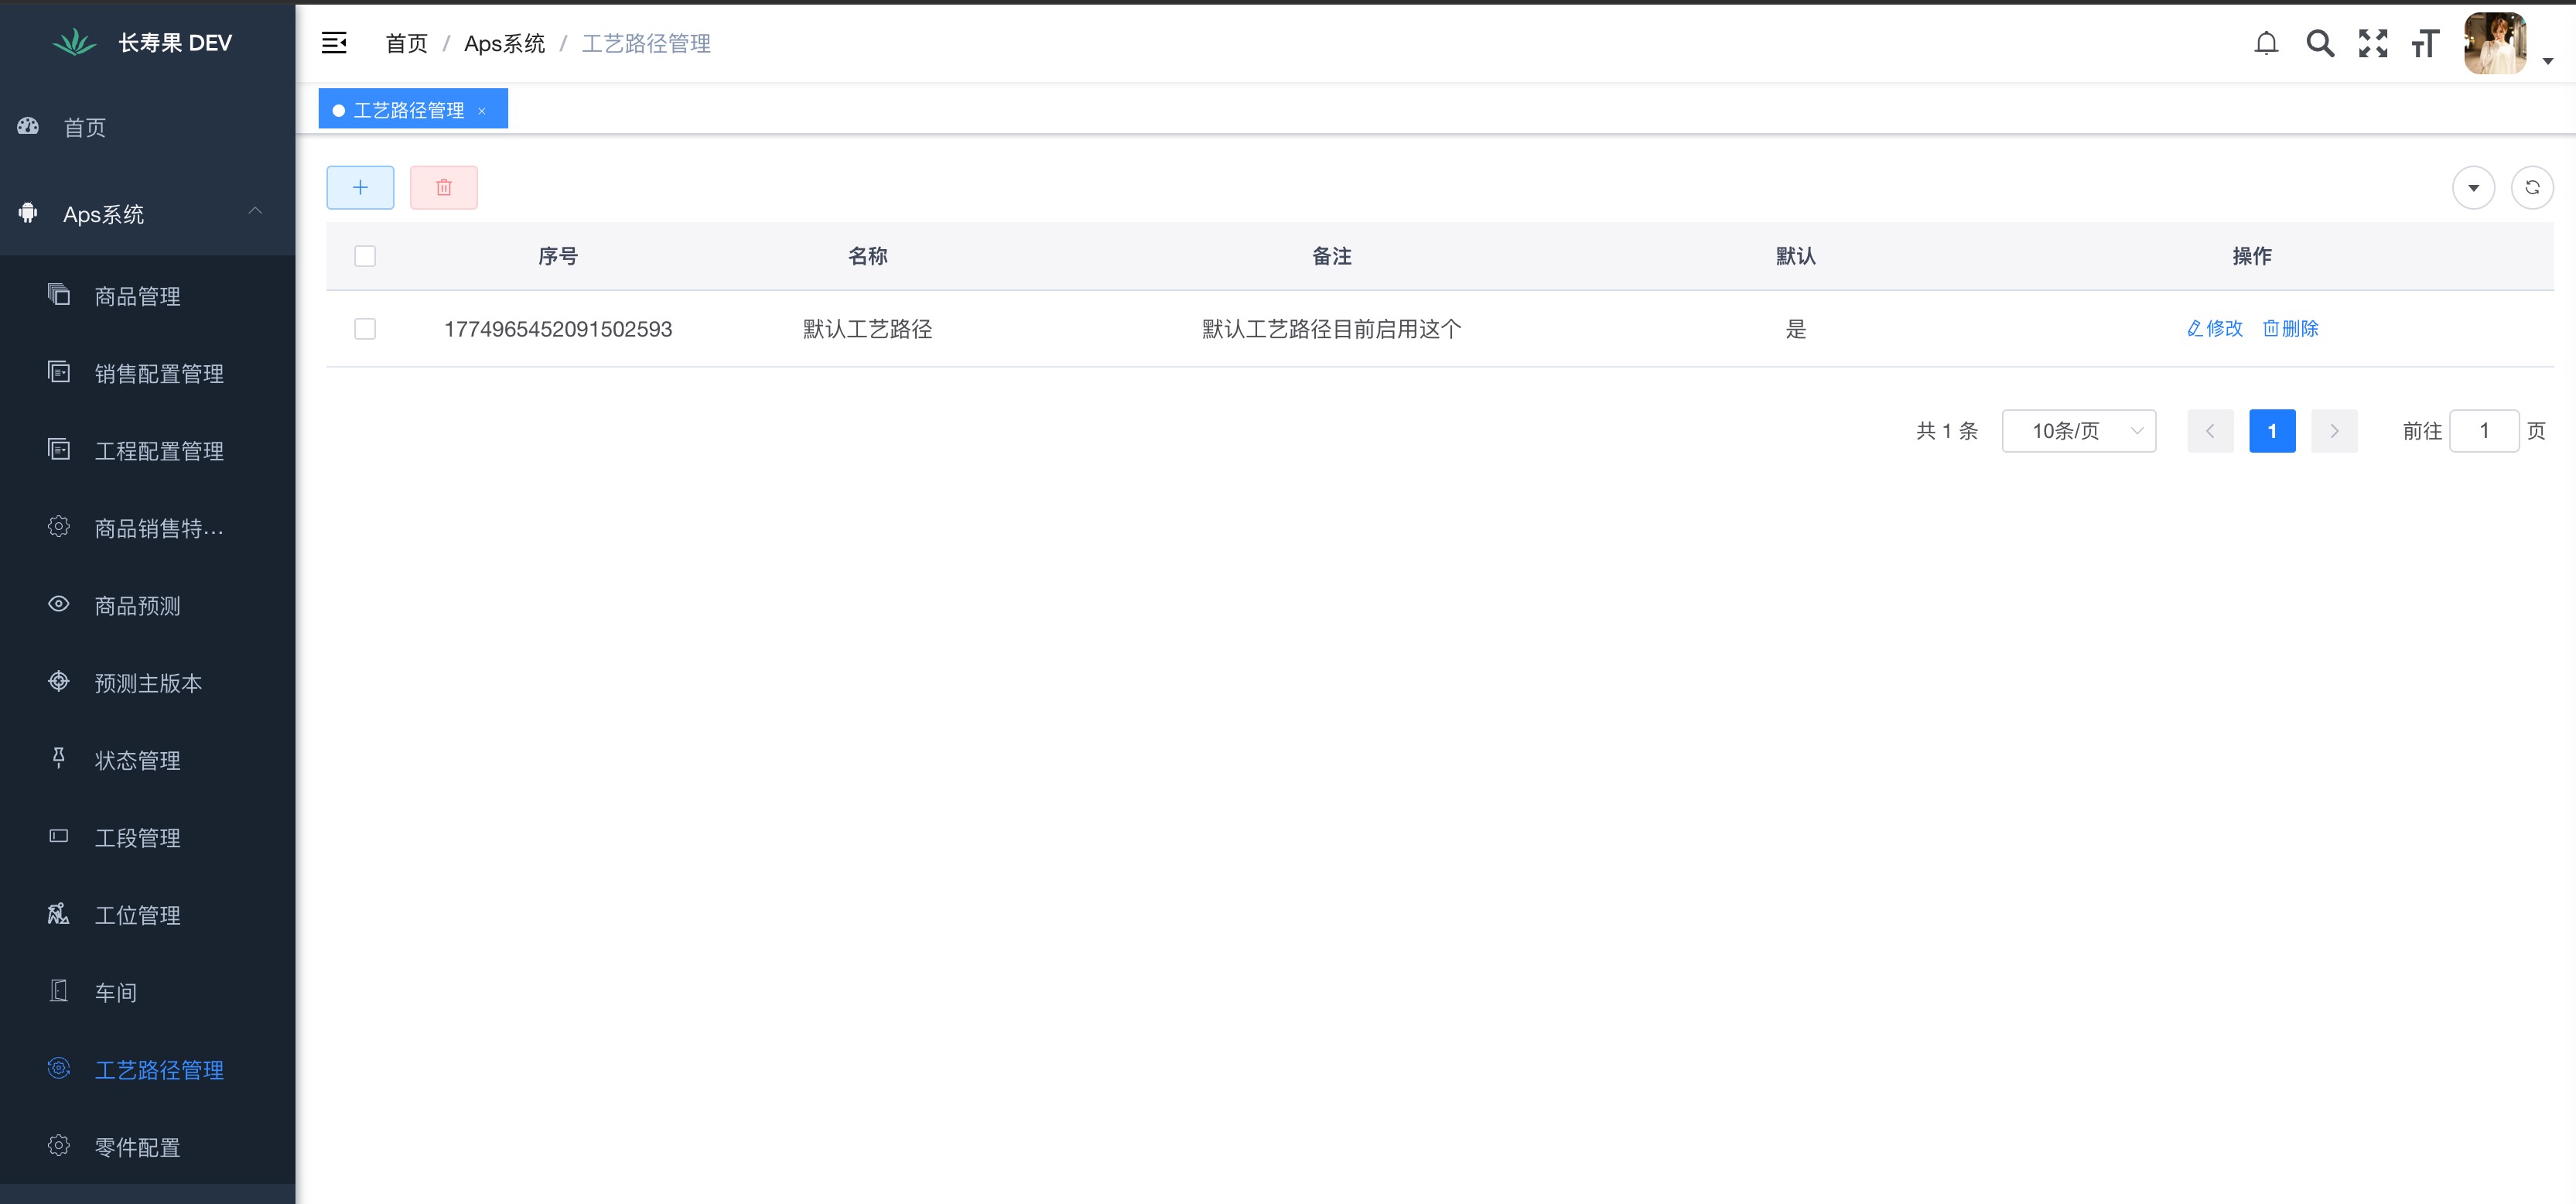 长寿果 DEV
首页 / Aps系统 / 工艺路径管理
工艺路径管理 ×
首页
Aps系统
商品管理
销售配置管理
工程配置管理
商品销售特...
商品预测
预测主版本
状态管理
工段管理
工位管理
车间
工艺路径管理
零件配置
序号 名称 备注 默认 操作
1774965452091502593 默认工艺路径 默认工艺路径目前启用这个 是 修改 删除
共 1 条 10条/页 1 前往 1 页